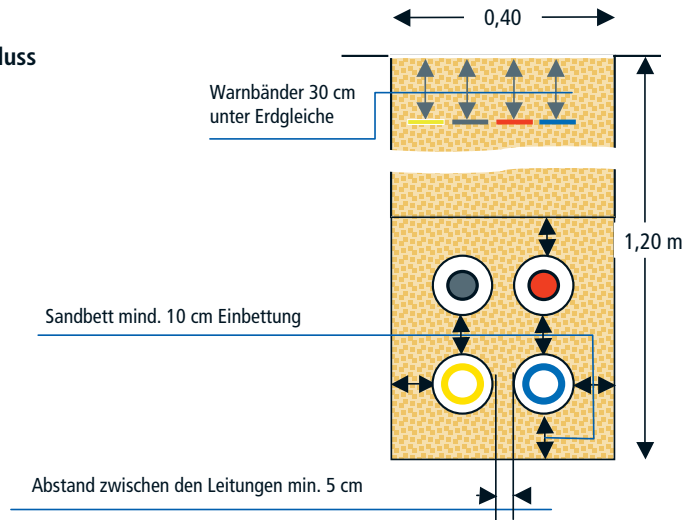 0,40
luss
Warnbänder 30 cm
unter Erdgleiche
1,20 m
Sandbett mind. 10 cm Einbettung
Abstand zwischen den Leitungen min. 5 cm